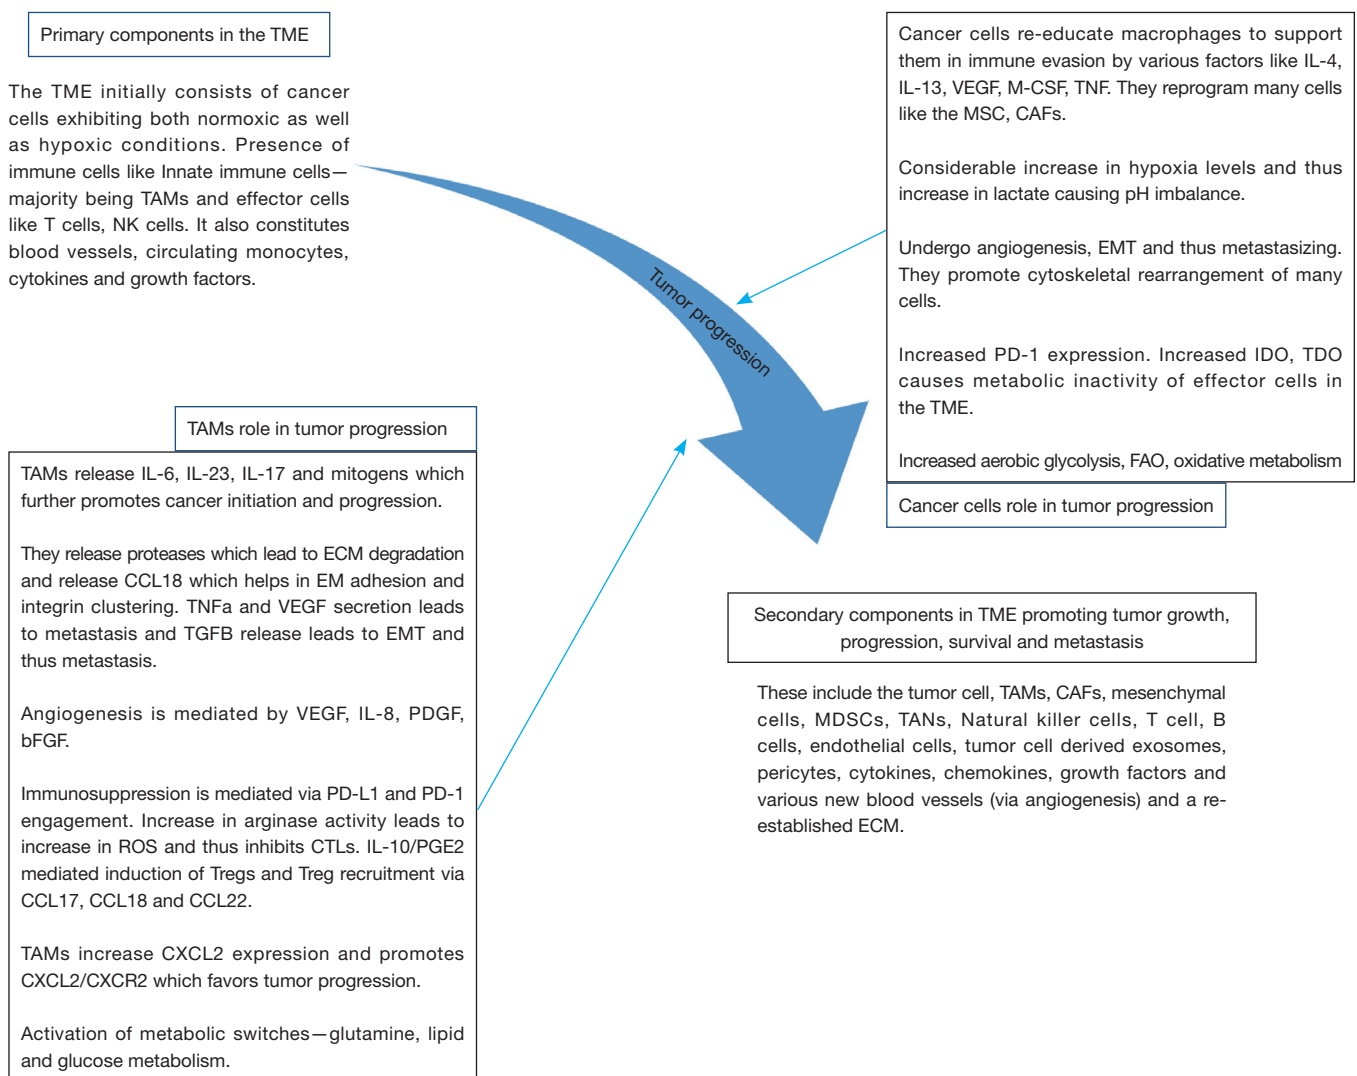 Primary components in the TME
The TME initially consists of cancer
cells exhibiting both normoxic as well
as hypoxic conditions. Presence of
immune cells like Innate immune cells—
majority being TAMs and effector cells
like T cells, NK cells. It also constitutes
blood vessels, circulating monocytes,
cytokines and growth factors.
Tumor progression
Cancer cells re-educate macrophages to support
them in immune evasion by various factors like IL-4,
IL-13, VEGF, M-CSF, TNF. They reprogram many cells
like the MSC, CAFs.
Considerable increase in hypoxia levels and thus
increase in lactate causing pH imbalance.
Undergo angiogenesis, EMT and thus metastasizing.
They promote cytoskeletal rearrangement of many
cells.
Increased PD-1 expression. Increased IDO, TDO
causes metabolic inactivity of effector cells in
the TME.
Increased aerobic glycolysis, FAO, oxidative metabolism
Cancer cells role in tumor progression
TAMs role in tumor progression
TAMs release IL-6, IL-23, IL-17 and mitogens which
further promotes cancer initiation and progression.
They release proteases which lead to ECM degradation
and release CCL18 which helps in EM adhesion and
integrin clustering. TNFa and VEGF secretion leads
to metastasis and TGFB release leads to EMT and
thus metastasis.
Angiogenesis is mediated by VEGF, IL-8, PDGF,
bFGF.
Immunosuppression is mediated via PD-L1 and PD-1
engagement. Increase in arginase activity leads to
increase in ROS and thus inhibits CTLs. IL-10/PGE2
mediated induction of Tregs and Treg recruitment via
CCL17, CCL18 and CCL22.
TAMs increase CXCL2 expression and promotes
CXCL2/CXCR2 which favors tumor progression.
Activation of metabolic switches—glutamine, lipid
and glucose metabolism.
Secondary components in TME promoting tumor growth,
progression, survival and metastasis
These include the tumor cell, TAMs, CAFs, mesenchymal
cells, MDSCs, TANs, Natural killer cells, T cell, B
cells, endothelial cells, tumor cell derived exosomes,
pericytes, cytokines, chemokines, growth factors and
various new blood vessels (via angiogenesis) and a re-
established ECM.